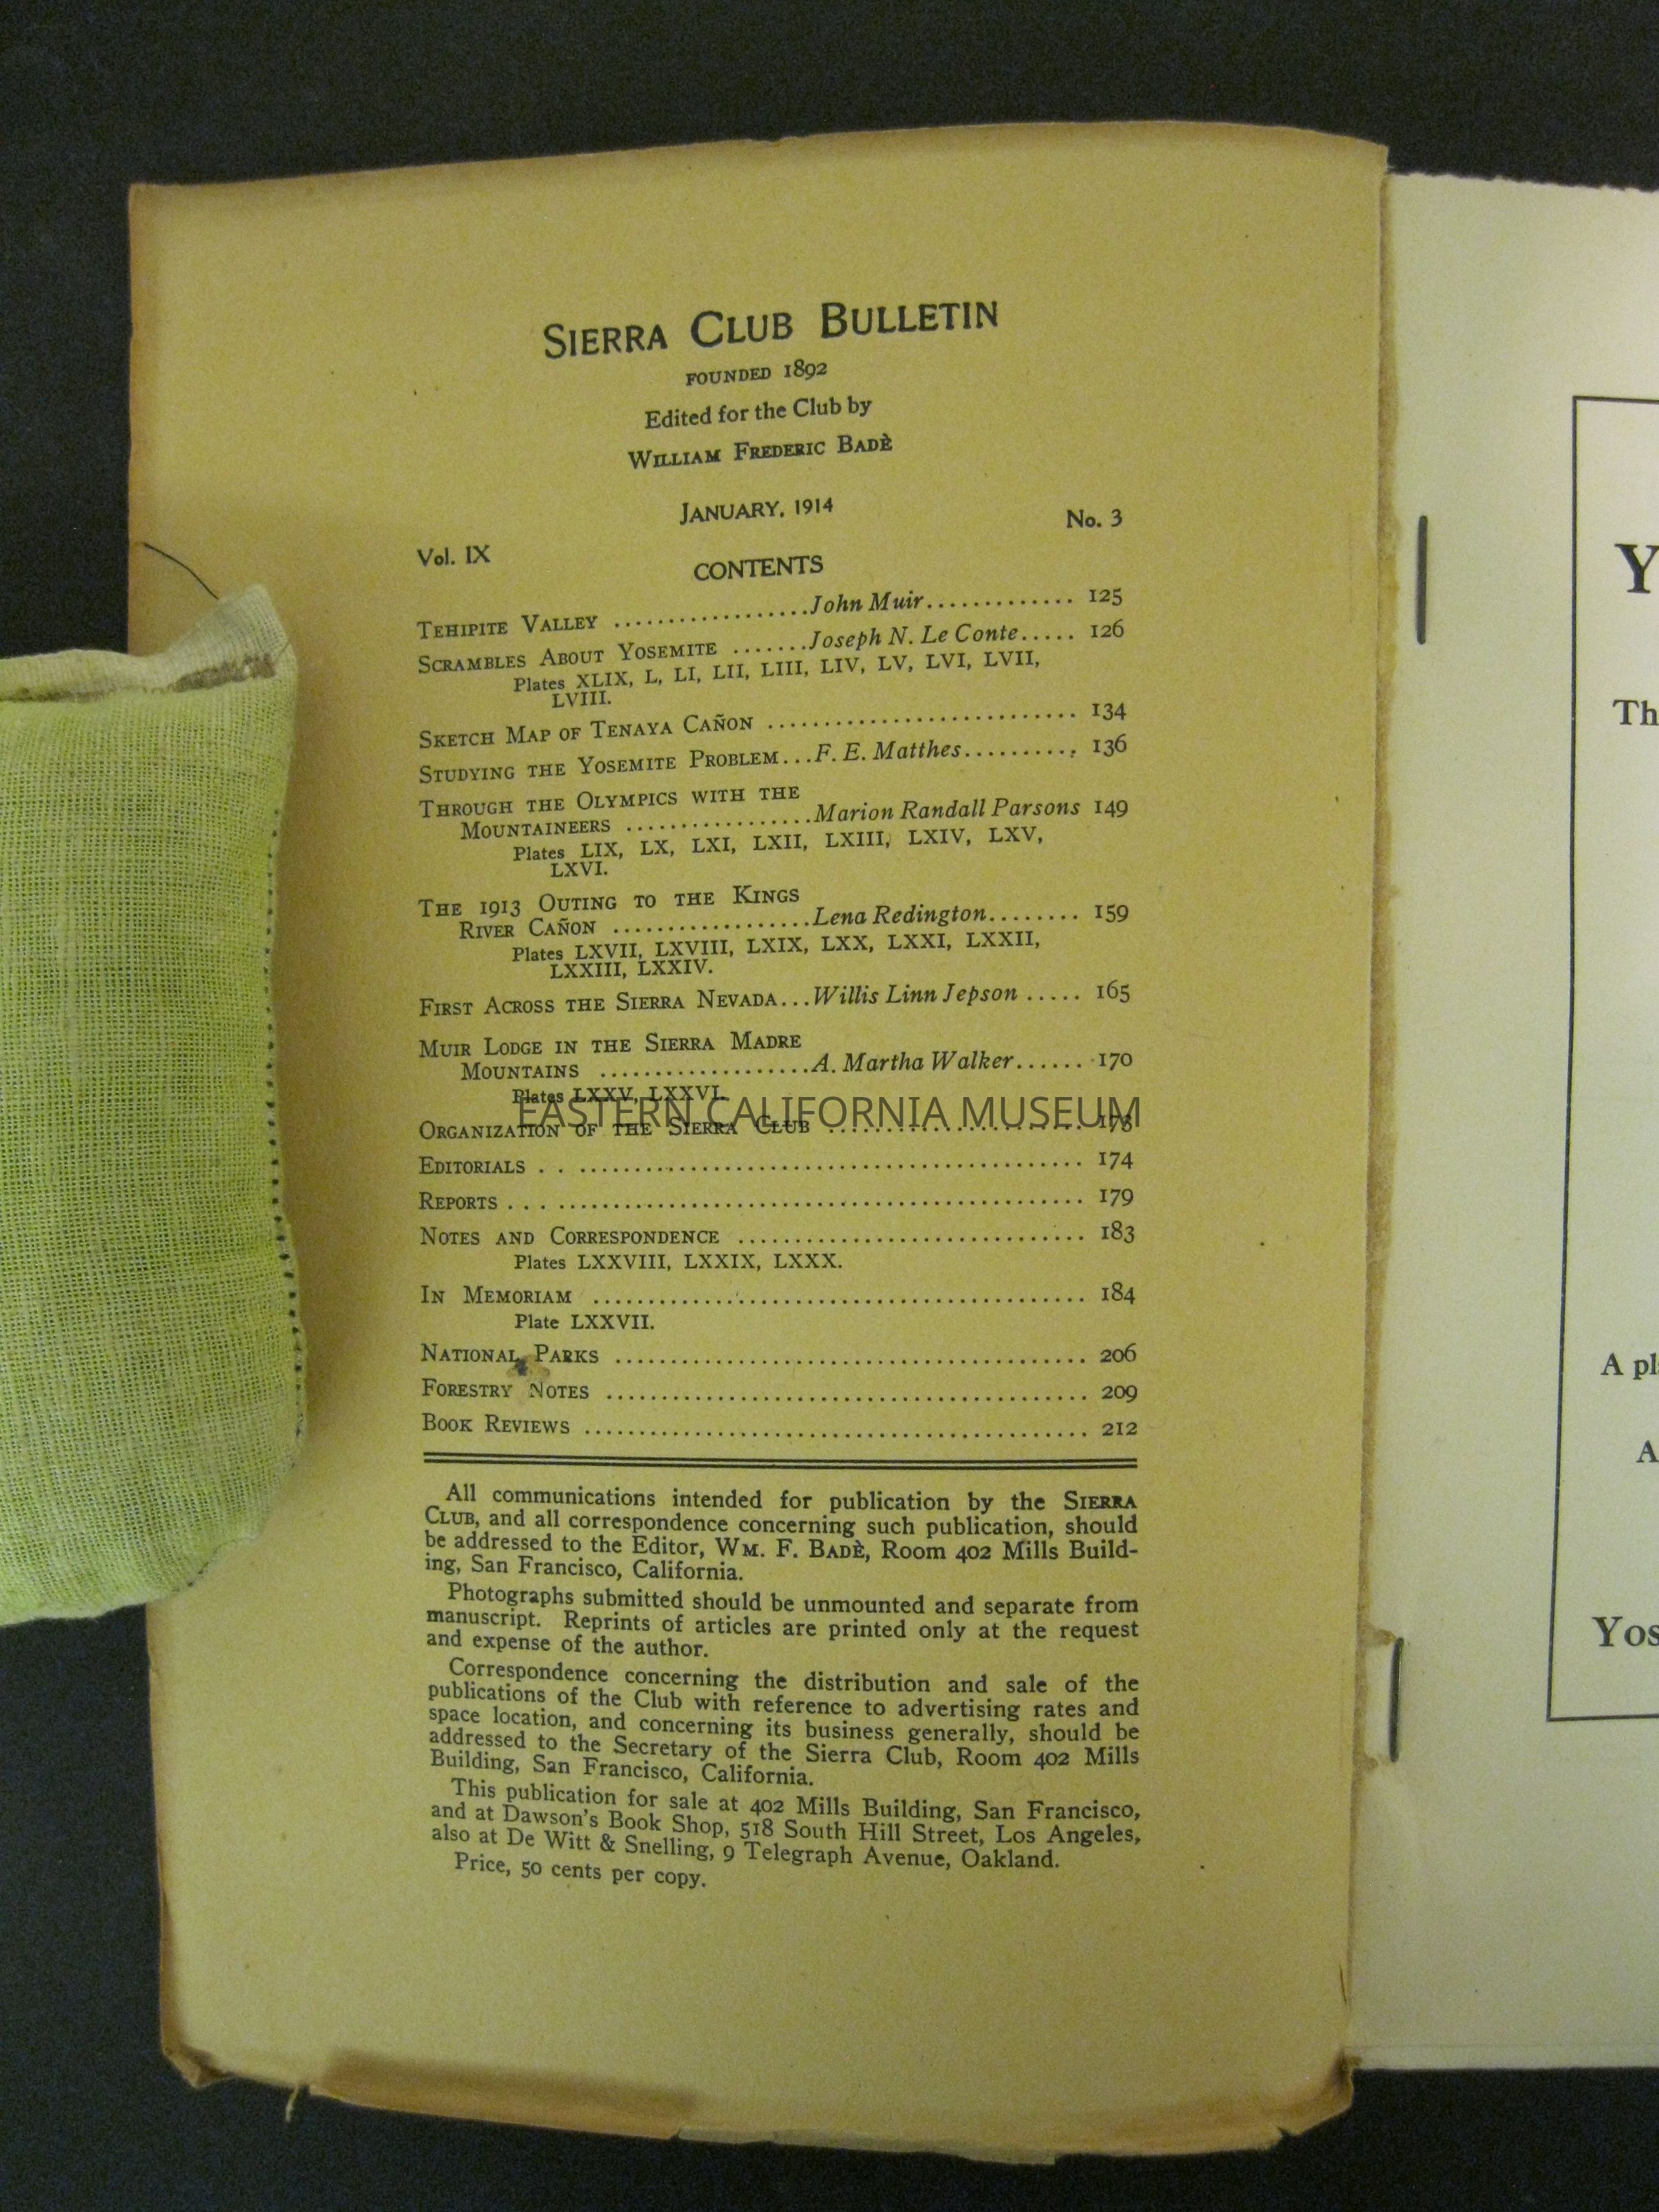 SIERRA CLUB BULLETIN
FOUNDED 1892
Edited for the Club by
WILLIAM FREDERIC BADÈ
JANUARY, 1914
Vol. IX No. 3
CONTENTS
TEHIPITE VALLEY ..................John Muir............. 125
SCRAMBLES ABOUT YOSEMITE .......Joseph N. Le Conte..... 126
Plates XLIX, L, LI, LII, LIII, LIV, LV, LVI, LVII,
LVIII.
SKETCH MAP OF TENAYA CAÑON ............................ 134
STUDYING THE YOSEMITE PROBLEM...F. E. Matthes.......... 136
THROUGH THE OLYMPICS WITH THE
MOUNTAINEERS .................Marion Randall Parsons 149
Plates LIX, LX, LXI, LXII, LXIII, LXIV, LXV,
LXVI.
THE 1913 OUTING TO THE KINGS
RIVER CAÑON ..................Lena Redington........ 159
Plates LXVII, LXVIII, LXIX, LXX, LXXI, LXXII,
LXXIII, LXXIV.
FIRST ACROSS THE SIERRA NEVADA...Willis Linn Jepson ..... 165
MUIR LODGE IN THE SIERRA MADRE
MOUNTAINS ...................A. Martha Walker...... 170
Plates LXXV, LXXVI.
EASTERN CALIFORNIA MUSEUM
ORGANIZATION OF THE SIERRA CLUB .......................
EDITORIALS . . .............................................. 174
REPORTS . . . ................................................ 179
NOTES AND CORRESPONDENCE ................................ 183
Plates LXXVIII, LXXIX, LXXX.
IN MEMORIAM ............................................. 184
Plate LXXVII.
NATIONAL PARKS ........................................... 206
FORESTRY NOTES ............................................ 209
BOOK REVIEWS .............................................. 212
All communications intended for publication by the SIERRA
CLUB, and all correspondence concerning such publication, should
be addressed to the Editor, WM. F. BADÈ, Room 402 Mills Build-
ing, San Francisco, California.
Photographs submitted should be unmounted and separate from
manuscript. Reprints of articles are printed only at the request
and expense of the author.
Correspondence concerning the distribution and sale of the
publications of the Club with reference to advertising rates and
space location, and concerning its business generally, should be
addressed to the Secretary of the Sierra Club, Room 402 Mills
Building, San Francisco, California.
This publication for sale at 402 Mills Building, San Francisco,
and at Dawson's Book Shop, 518 South Hill Street, Los Angeles,
also at De Witt & Snelling, 9 Telegraph Avenue, Oakland.
Price, 50 cents per copy.
Y
Th
A pl
A
Yos